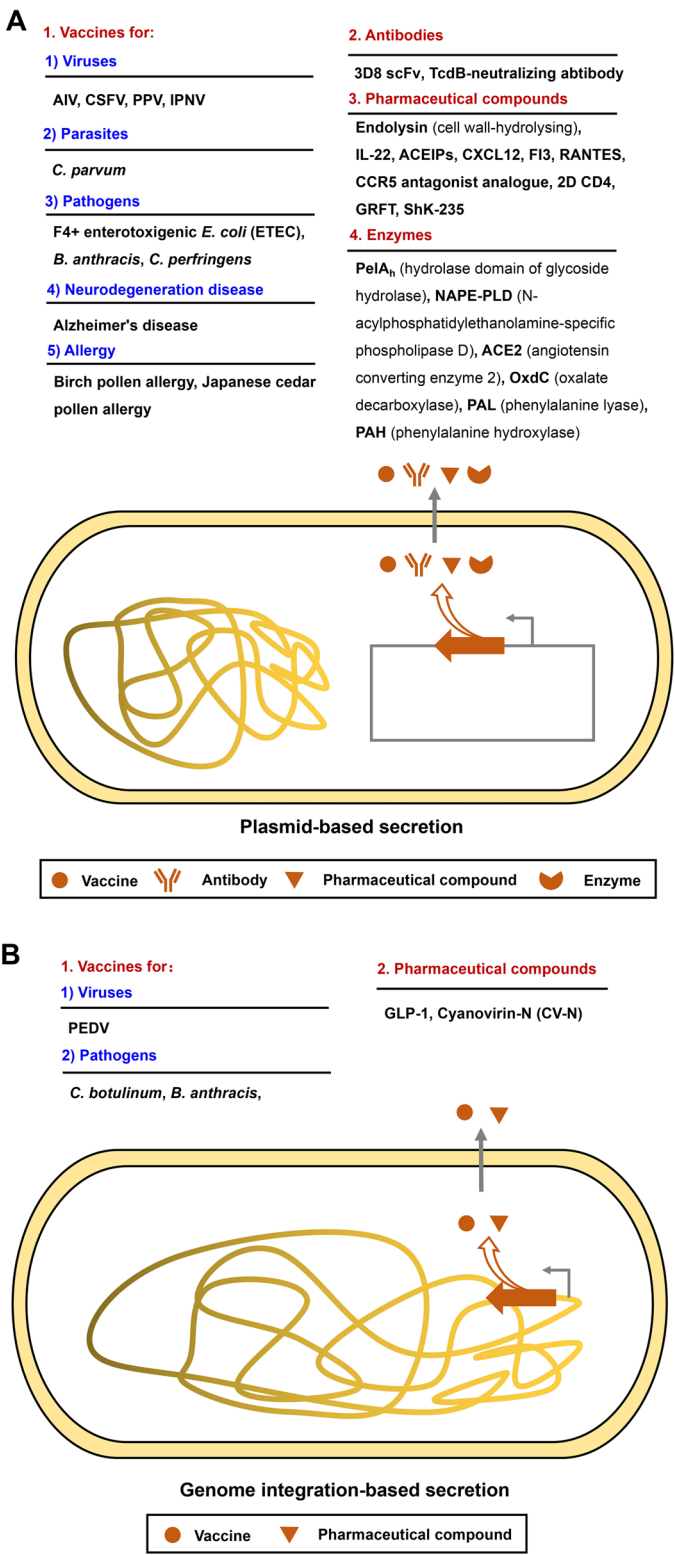 A
1. Vaccines for:
1) Viruses
AIV, CSFV, PPV, IPNV
2) Parasites
C. parvum
3) Pathogens
F4+ enterotoxigenic E. coli (ETEC),
B. anthracis, C. perfringens
4) Neurodegeneration disease
Alzheimer's disease
5) Allergy
Birch pollen allergy, Japanese cedar
pollen allergy
2. Antibodies
3D8 scFv, TcdB-neutralizing abtibody
3. Pharmaceutical compounds
Endolysin (cell wall-hydrolysing),
IL-22, ACEIPs, CXCL12, FI3, RANTES,
CCR5 antagonist analogue, 2D CD4,
GRFT, ShK-235
4. Enzymes
PelAh (hydrolase domain of glycoside
hydrolase), NAPE-PLD (N-
acylphosphatidylethanolamine-specific
phospholipase D), ACE2 (angiotensin
converting enzyme 2), OxdC (oxalate
decarboxylase), PAL (phenylalanine lyase),
PAH (phenylalanine hydroxylase)
Plasmid-based secretion
Vaccine Antibody Pharmaceutical compound Enzyme
B
1. Vaccines for:
1) Viruses
PEDV
2) Pathogens
C. botulinum, B. anthracis,
2. Pharmaceutical compounds
GLP-1, Cyanovirin-N (CV-N)
Genome integration-based secretion
Vaccine Pharmaceutical compound